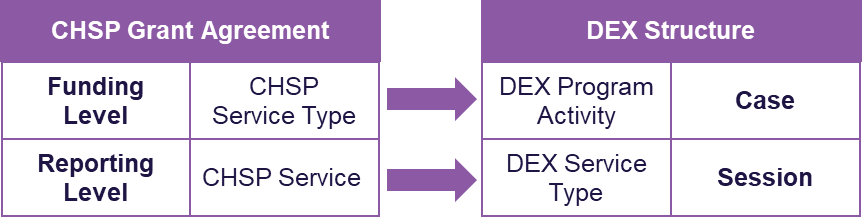 CHSP Grant Agreement
DEX Structure
Funding
Level
CHSP
Service Type
DEX Program
Activity
Case
Reporting
Level
CHSP Service
DEX Service
Type
Session